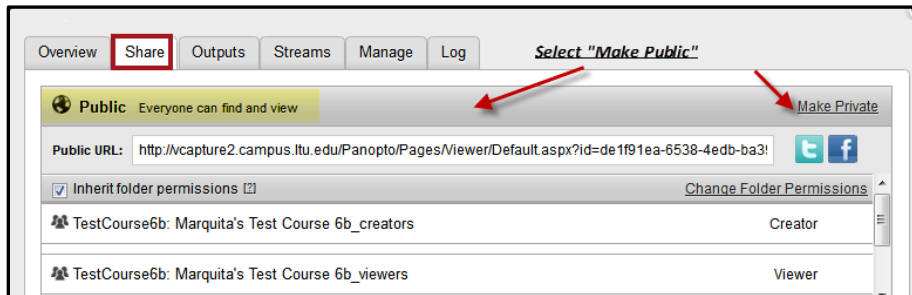 Overview Share Outputs Streams Manage Log Select "Make Public"
Public Everyone can find and view Make Private
Public URL: http://vcapture2.campus.ltu.edu/Panopto/Pages/Viewer/Default.aspx?id=de1f91ea-6538-4edb-ba39
Inherit folder permissions [?] Change Folder Permissions
TestCourse6b: Marquita's Test Course 6b_creators Creator
TestCourse6b: Marquita's Test Course 6b_viewers Viewer